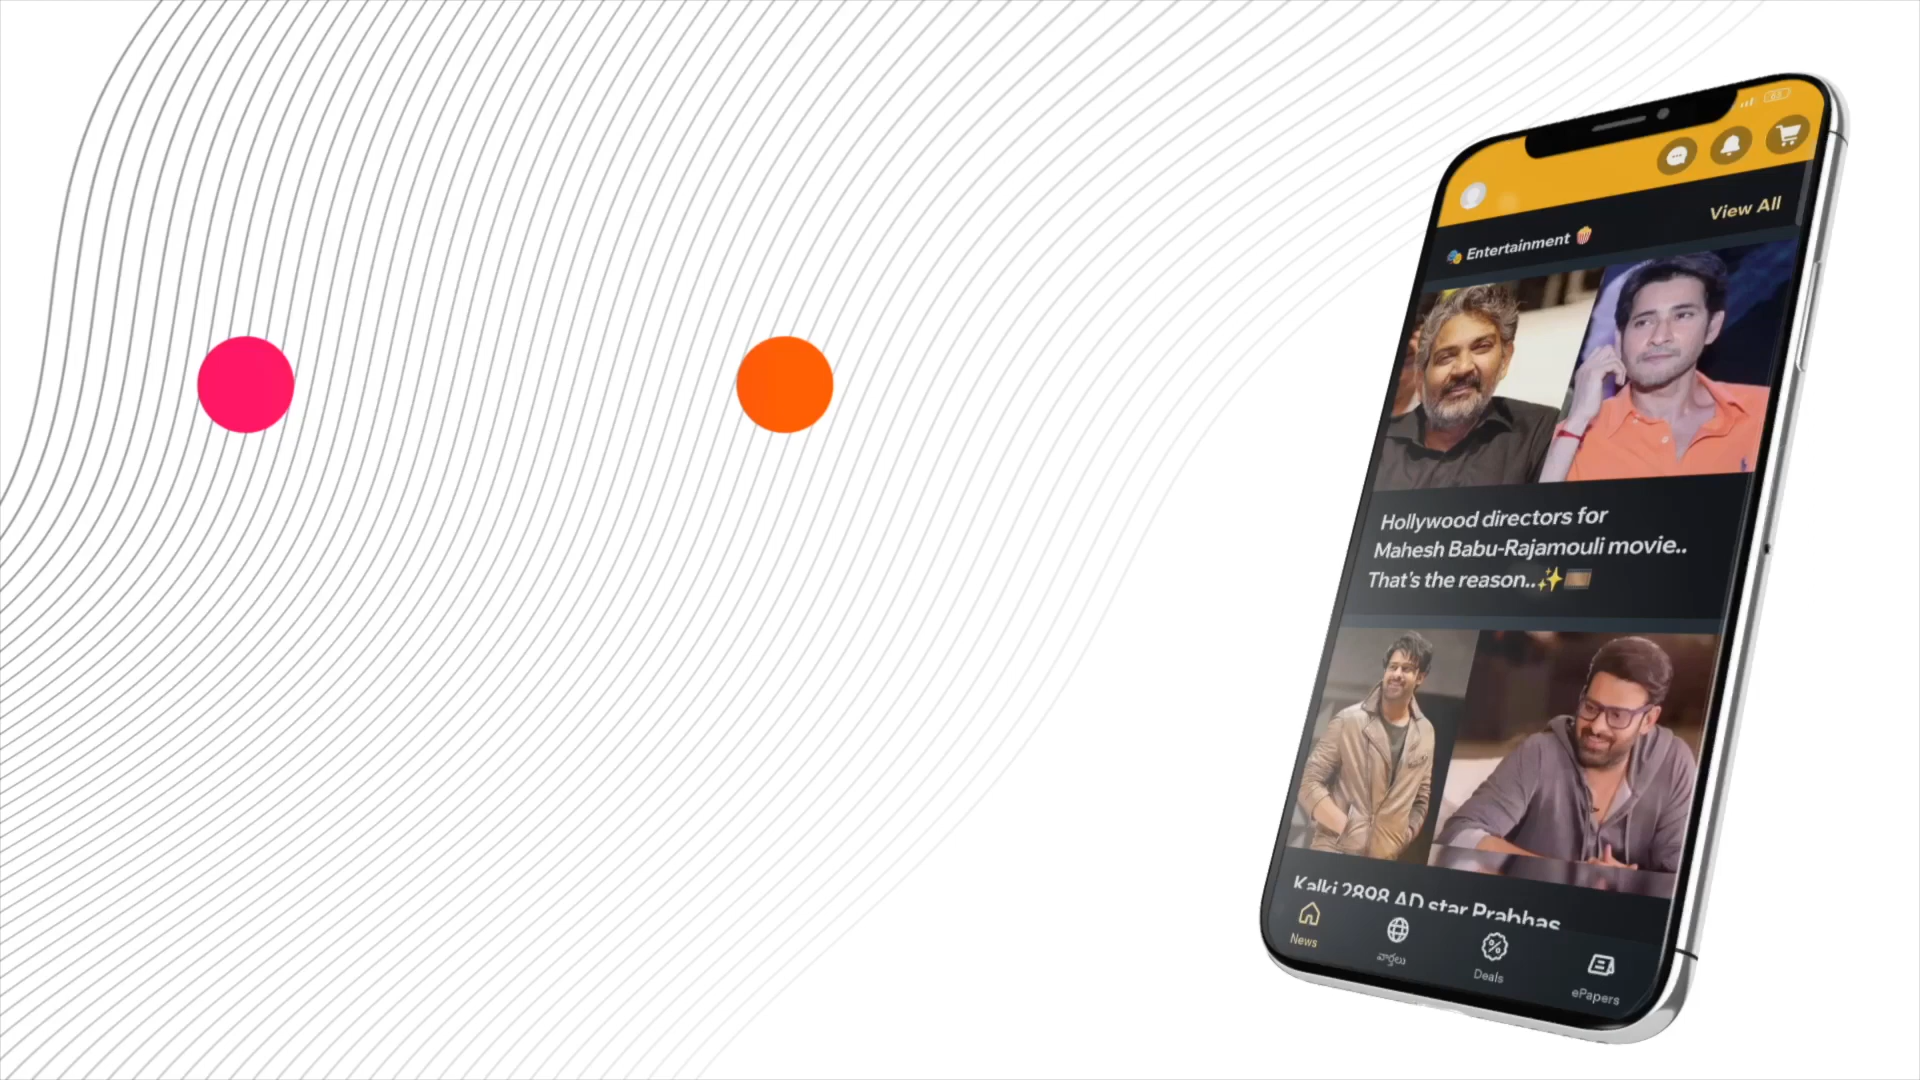 View All
🎭 Entertainment 🍿
Hollywood directors for
Mahesh Babu-Rajamouli movie..
That's the reason..✨🎞️
Kalki 2898 AD star Prabhas
News
వార్తలు
Deals
ePapers